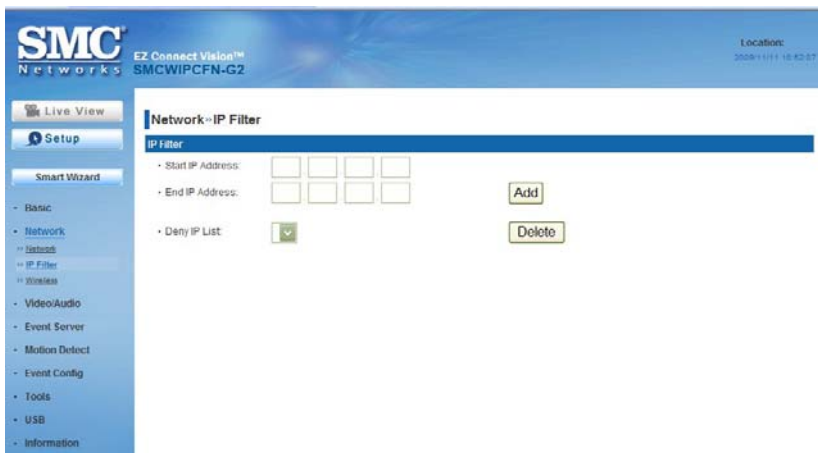 SMC
Networks
EZ Connect Vision™
SMCWIPCFN-G2
Location:
Live View
Setup
Smart Wizard
- Basic
• Network
›› Network
›› IP Filter
›› Wireless
• Video/Audio
• Event Server
• Motion Detect
- Event Config
• Tools
• USB
- Information
Network››IP Filter
IP Filter
• Start IP Address:
• End IP Address:
Add
• Deny IP List:
Delete